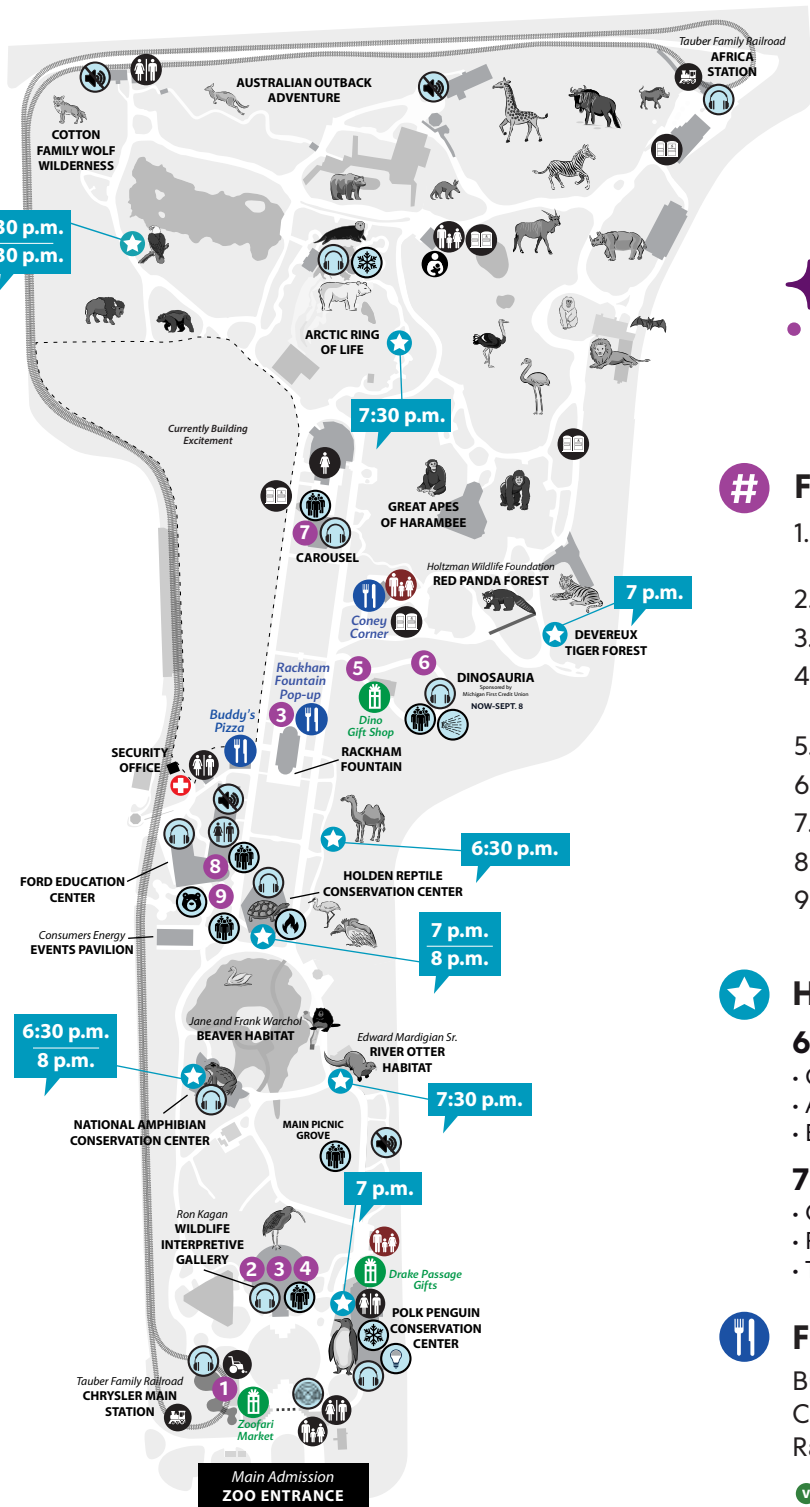 Tauber Family Railroad
AFRICA
STATION
AUSTRALIAN OUTBACK
ADVENTURE
COTTON
FAMILY WOLF
WILDERNESS
30 p.m.
30 p.m.
ARCTIC RING
OF LIFE
7:30 p.m.
Currently Building
Excitement
GREAT APES
OF HARAMBEE
7
CAROUSEL
Holtzman Wildlife Foundation
RED PANDA FOREST
7 p.m.
Coney
Corner
DEVEREUX
TIGER FOREST
5
6
DINOSAURIA
Sponsored by
Michigan First Credit Union
NOW-SEPT. 8
Rackham
Fountain
Pop-up
3
Dino
Gift Shop
Buddy's
Pizza
RACKHAM
FOUNTAIN
SECURITY
OFFICE
6:30 p.m.
8
FORD EDUCATION
CENTER
9
HOLDEN REPTILE
CONSERVATION CENTER
Consumers Energy
EVENTS PAVILION
7 p.m.
8 p.m.
Jane and Frank Warchol
BEAVER HABITAT
6:30 p.m.
8 p.m.
Edward Mardigian Sr.
RIVER OTTER
HABITAT
7:30 p.m.
NATIONAL AMPHIBIAN
CONSERVATION CENTER
MAIN PICNIC
GROVE
7 p.m.
Ron Kagan
WILDLIFE
INTERPRETIVE
GALLERY
2 3 4
Drake Passage
Gifts
POLK PENGUIN
CONSERVATION
CENTER
Tauber Family Railroad
CHRYSLER MAIN
STATION
1
Zoofari
Market
Main Admission
ZOO ENTRANCE
# F
1.
2.
3.
4
5.
6
7.
8
9
H
6
· C
· A
· E
7
· C
· F
· T
F
B
C
Ra
V